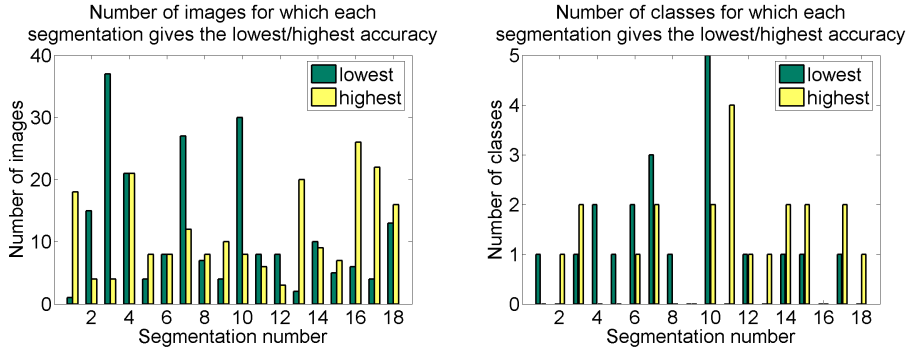 Number of images for which each
segmentation gives the lowest/highest accuracy
40
30
20
10
0
Number of images
lowest
highest
2 4 6 8 10 12 14 16 18
Segmentation number
Number of classes for which each
segmentation gives the lowest/highest accuracy
5
4
3
2
1
0
Number of classes
lowest
highest
2 4 6 8 10 12 14 16 18
Segmentation number